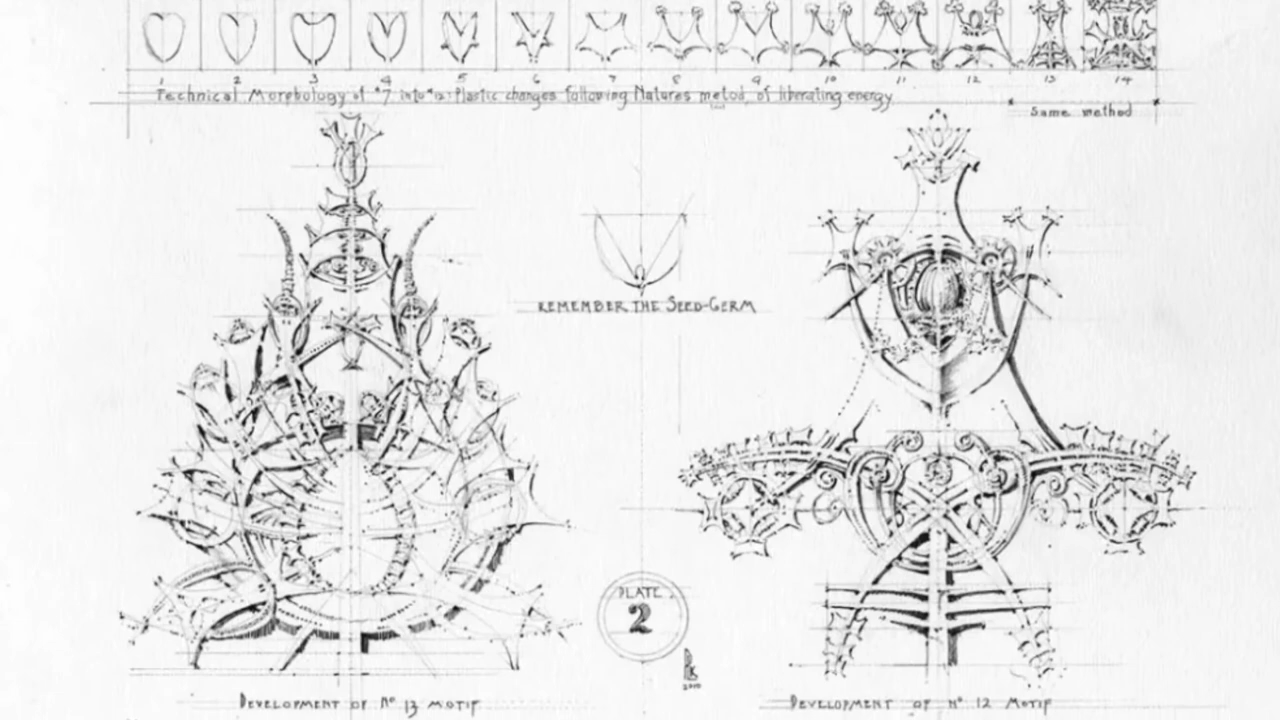 1 2 3 4 5 6 7 8 9 10 11 12 13 14
Technical Morphology of #7 into #12: Plastic changes following Natures metod, of liberating energy
Same method
REMEMBER THE SEED-GERM
PLATE
2
2010
DEVELOPMENT OF No 13 MOTIF
DEVELOPMENT OF No 12 MOTIF